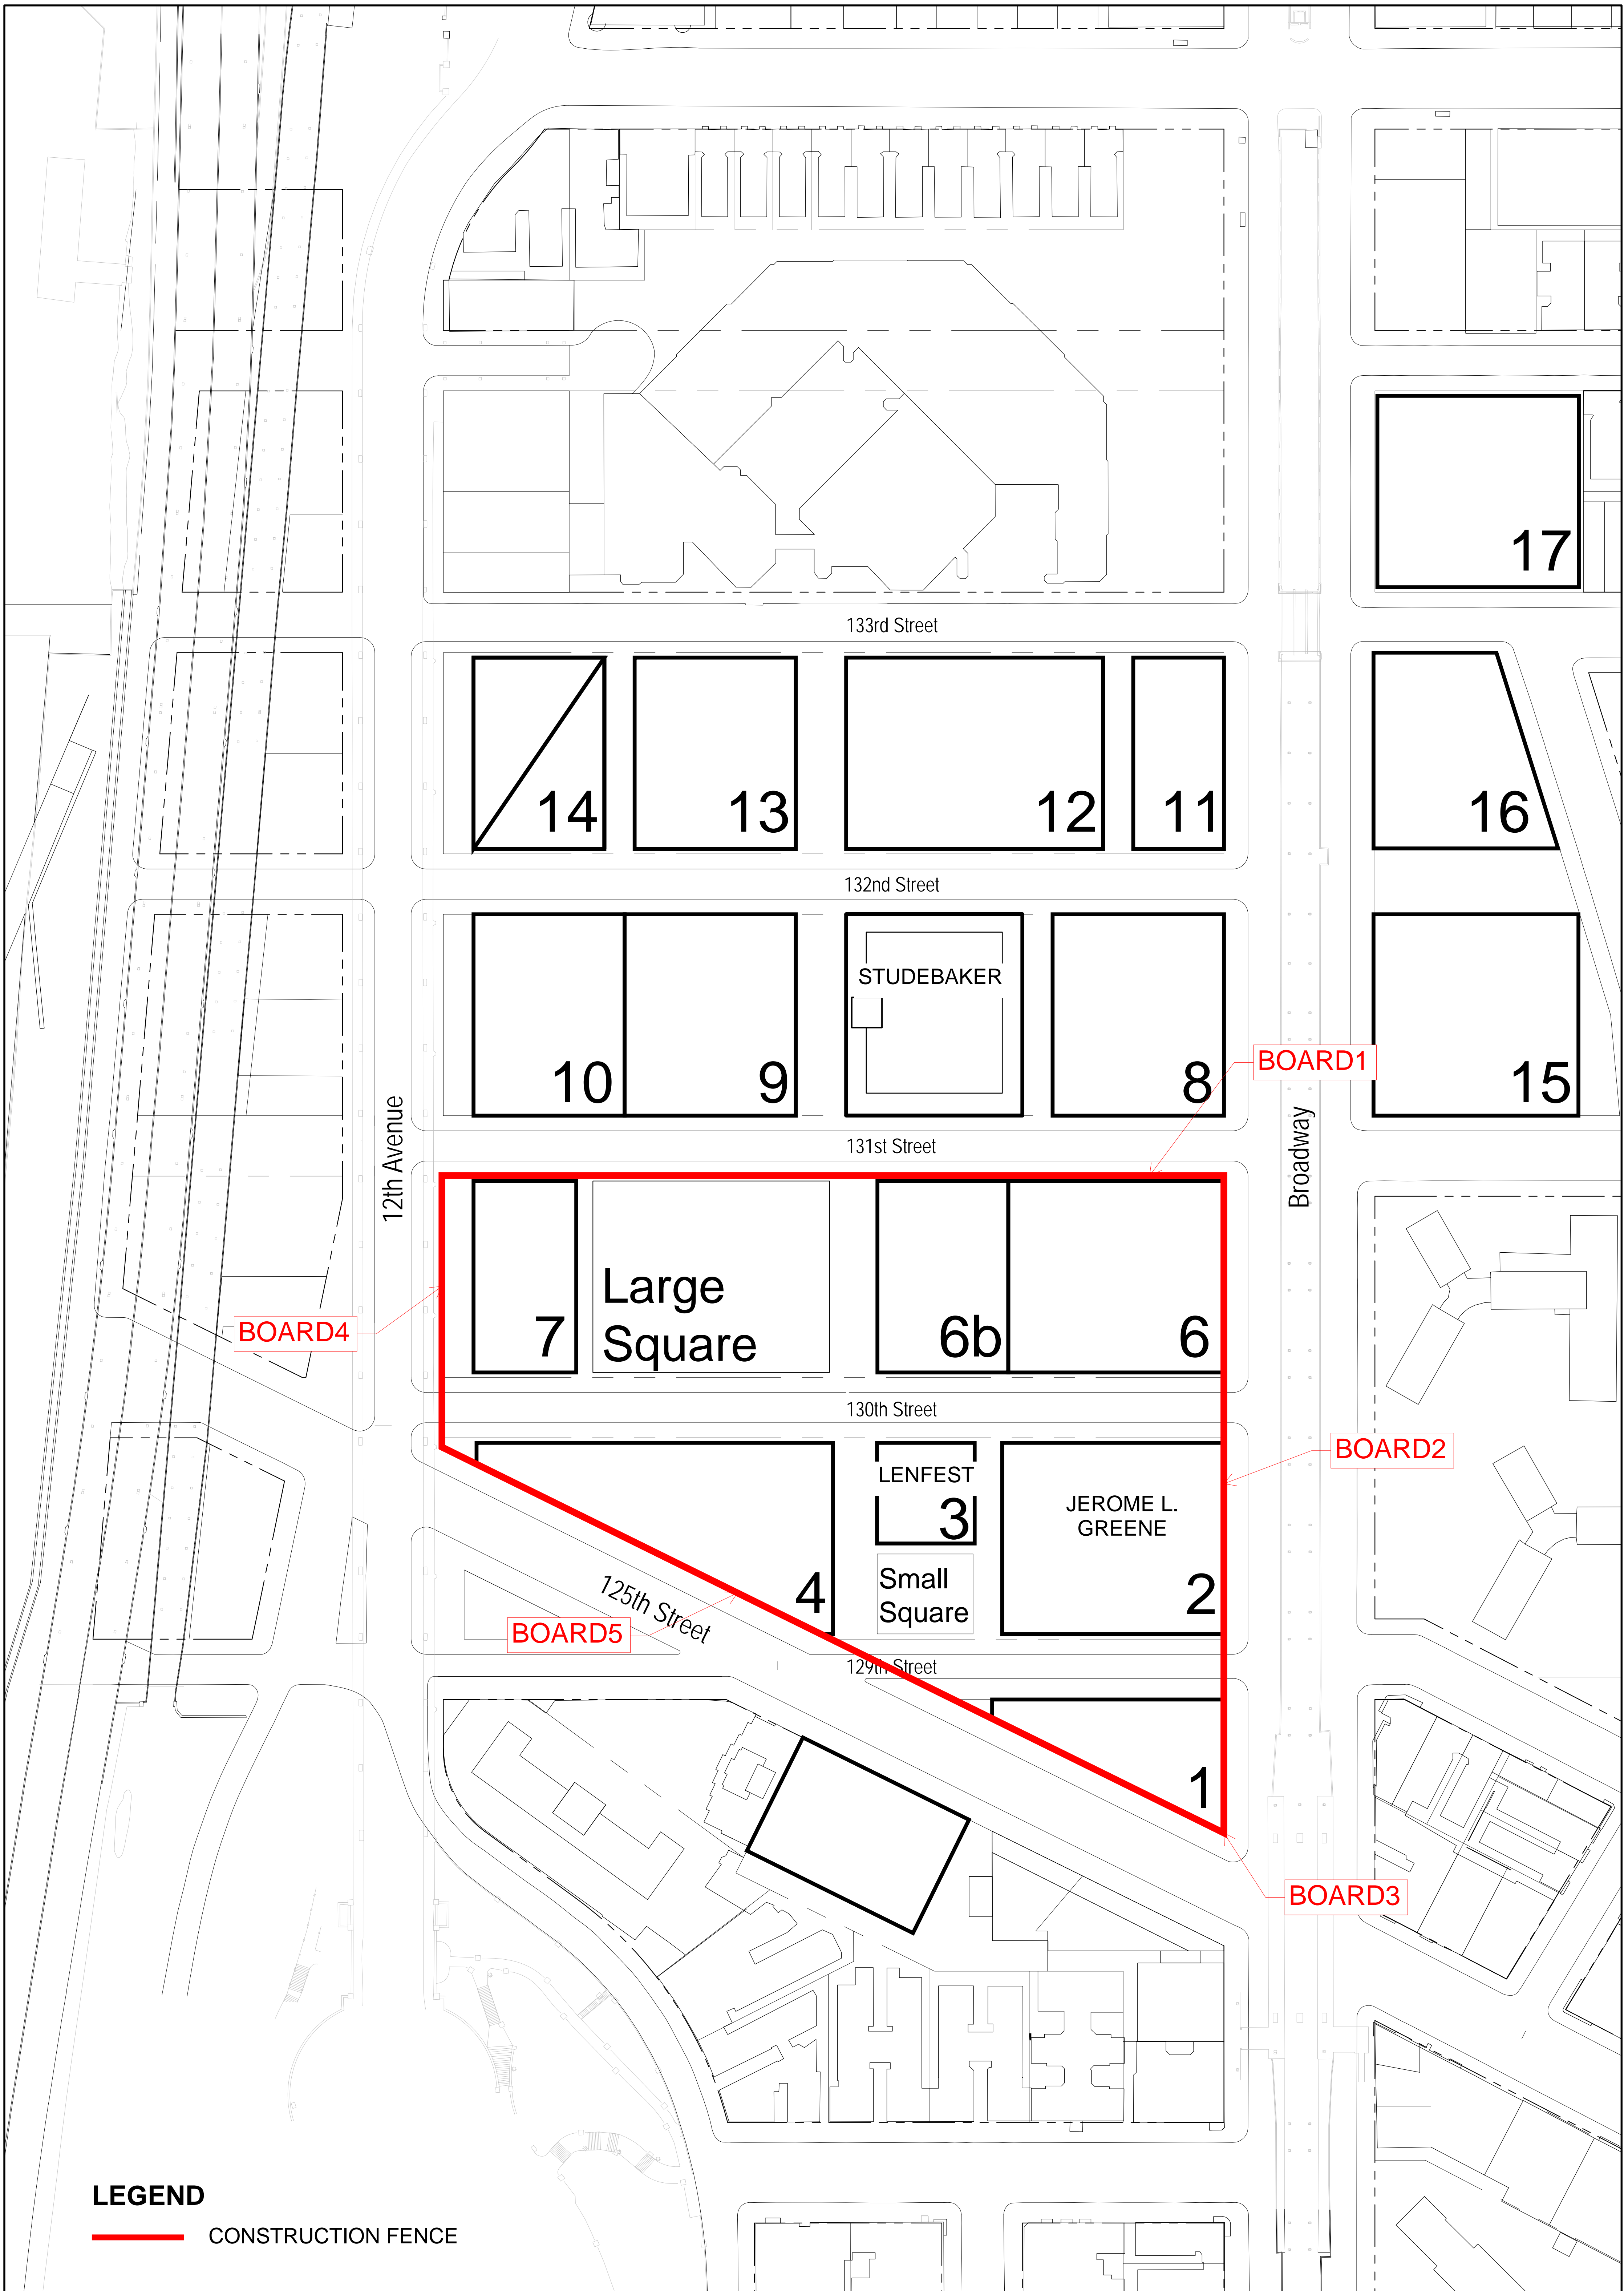 17
133rd Street
14
13
12
11
16
132nd Street
STUDEBAKER
10
9
8
BOARD1
15
12th Avenue
131st Street
Broadway
Large
Square
7
6b
6
BOARD4
130th Street
BOARD2
LENFEST
3
JEROME L.
GREENE
Small
Square
4
2
125th Street
BOARD5
129th Street
1
BOARD3
LEGEND
CONSTRUCTION FENCE